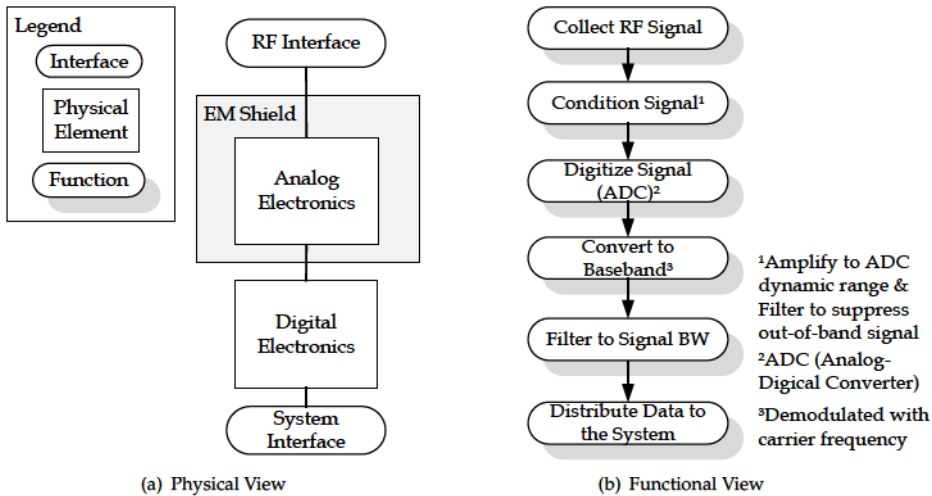 Legend
Interface
Physical
Element
Function
RF Interface
EM Shield
Analog
Electronics
Digital
Electronics
System
Interface
(a) Physical View
Collect RF Signal
Condition Signal¹
Digitize Signal
(ADC)²
Convert to
Baseband³
Filter to Signal BW
Distribute Data to
the System
¹Amplify to ADC
dynamic range &
Filter to suppress
out-of-band signal
²ADC (Analog-
Digical Converter)
³Demodulated with
carrier frequency
(b) Functional View